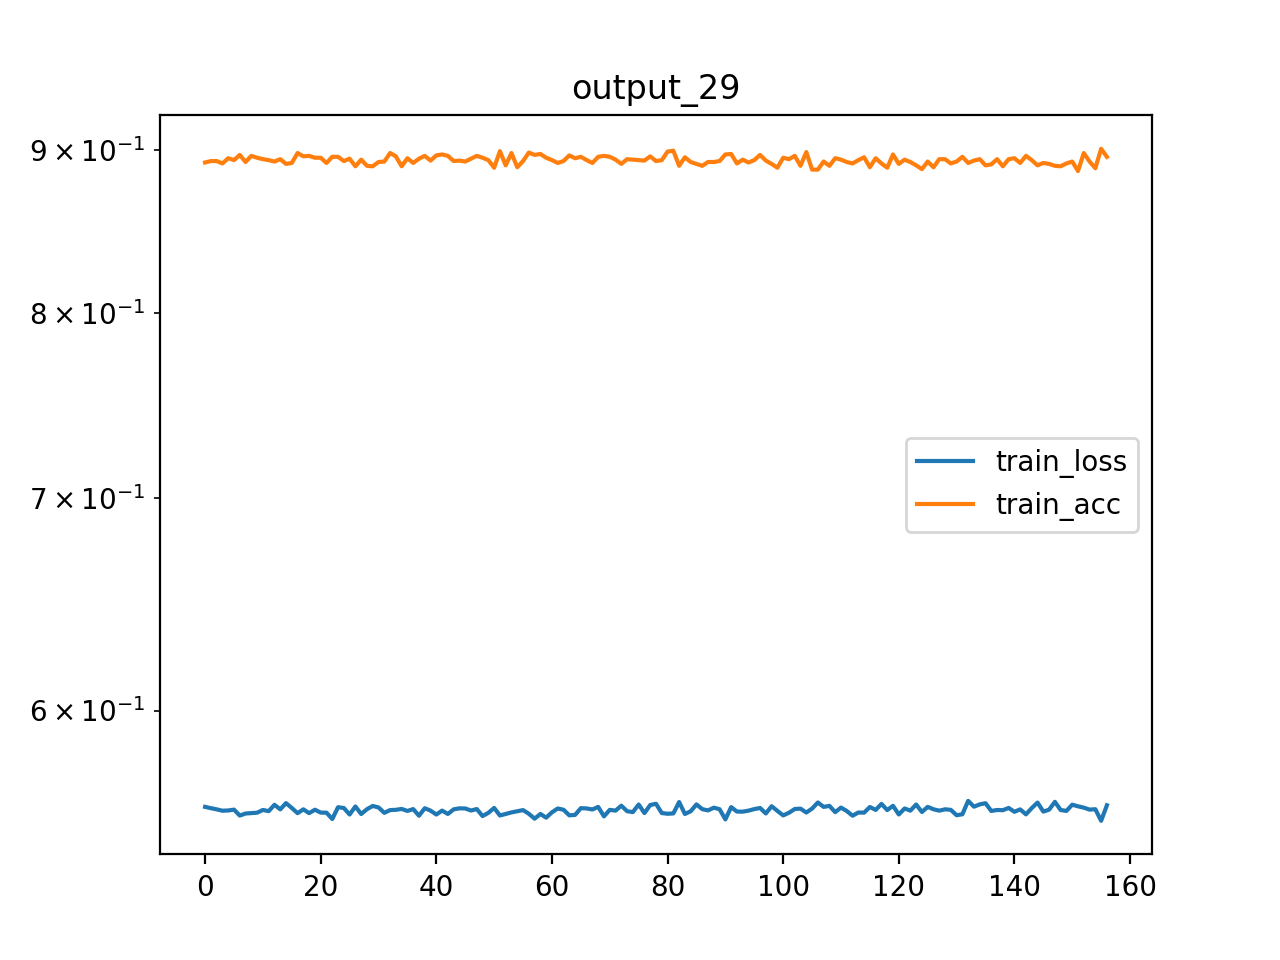 output_29
9 × 10⁻¹
8 × 10⁻¹
7 × 10⁻¹
6 × 10⁻¹
train_loss
train_acc
0 20 40 60 80 100 120 140 160